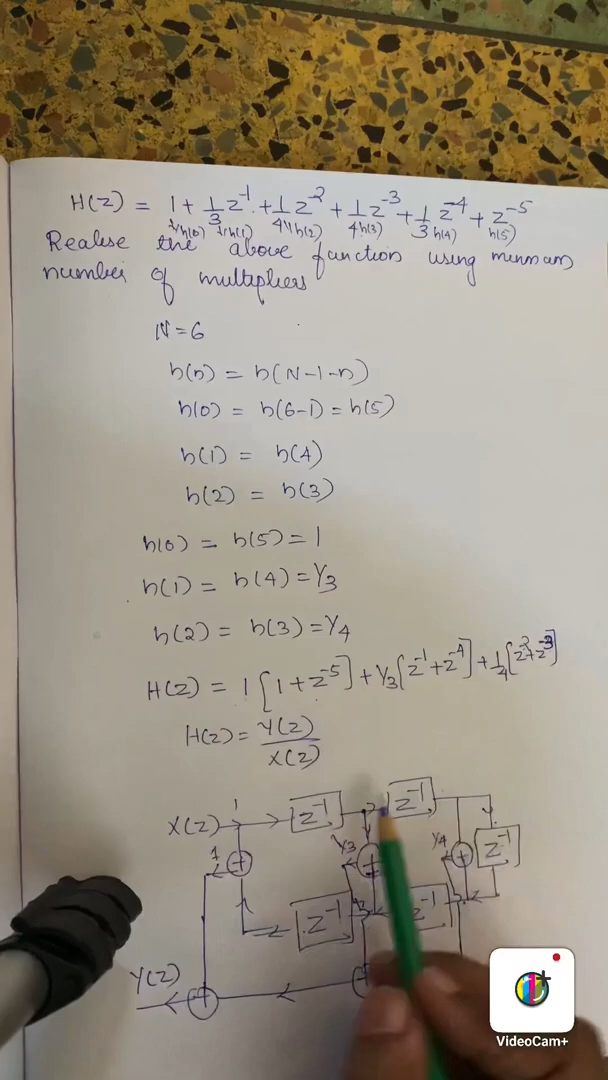 H(z) = 1 + 1/3 z^-1 + 1/4 z^-2 + 1/4 z^-3 + 1/3 z^-4 + z^-5
h(0) h(1) h(2) h(3) h(4) h(5)
Realise the above function using minmam
number of multipliers
N=6
h(n) = h(N-1-n)
h(0) = h(6-1) = h(5)
h(1) = h(4)
h(2) = h(3)
h(0) = h(5) = 1
h(1) = h(4) = 1/3
h(2) = h(3) = 1/4
H(z) = 1[1+z^-5] + 1/3[z^-1+z^-4] + 1/4[z^-2+z^-3]
H(z) = Y(z)/X(z)
X(z) 1 z^-1 z^-1
1 + 1/3 + 1/4 + z^-1
z^-1 z^-1
Y(z) + +
VideoCam+